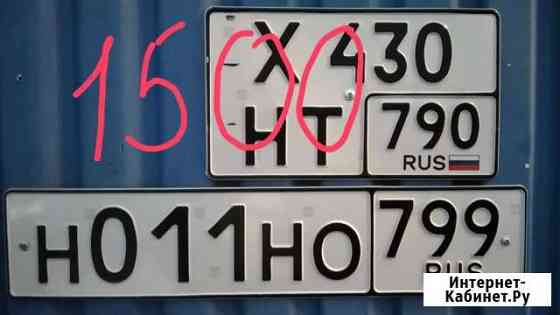 1500
Х 430
НТ 790
RUS
Н011НО 799
RUS
Интернет-
Кабинет.Ру